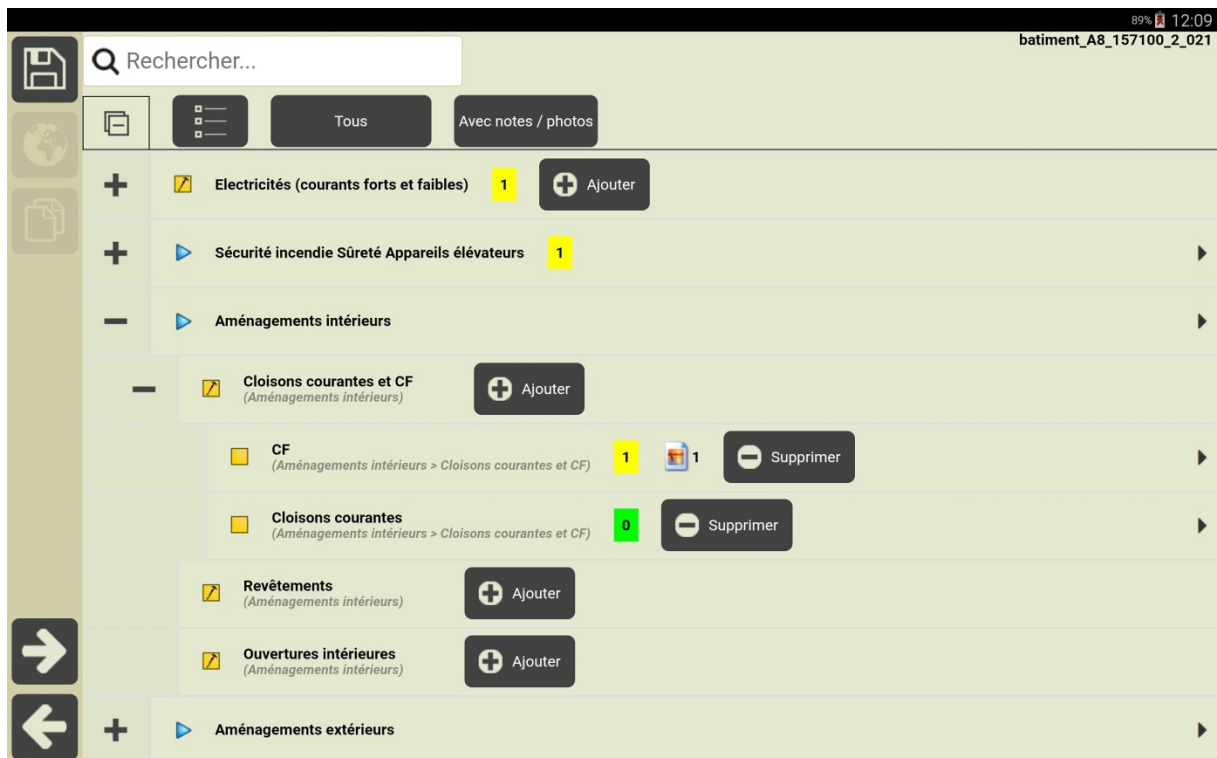 89% 12:09
batiment_A8_157100_2_021
Rechercher...
Tous
Avec notes / photos
Electricités (courants forts et faibles) 1 Ajouter
Sécurité incendie Sûreté Appareils élévateurs 1
Aménagements intérieurs
Cloisons courantes et CF
(Aménagements intérieurs)
Ajouter
CF
(Aménagements intérieurs > Cloisons courantes et CF)
1 1 Supprimer
Cloisons courantes
(Aménagements intérieurs > Cloisons courantes et CF)
0 Supprimer
Revêtements
(Aménagements intérieurs)
Ajouter
Ouvertures intérieures
(Aménagements intérieurs)
Ajouter
Aménagements extérieurs